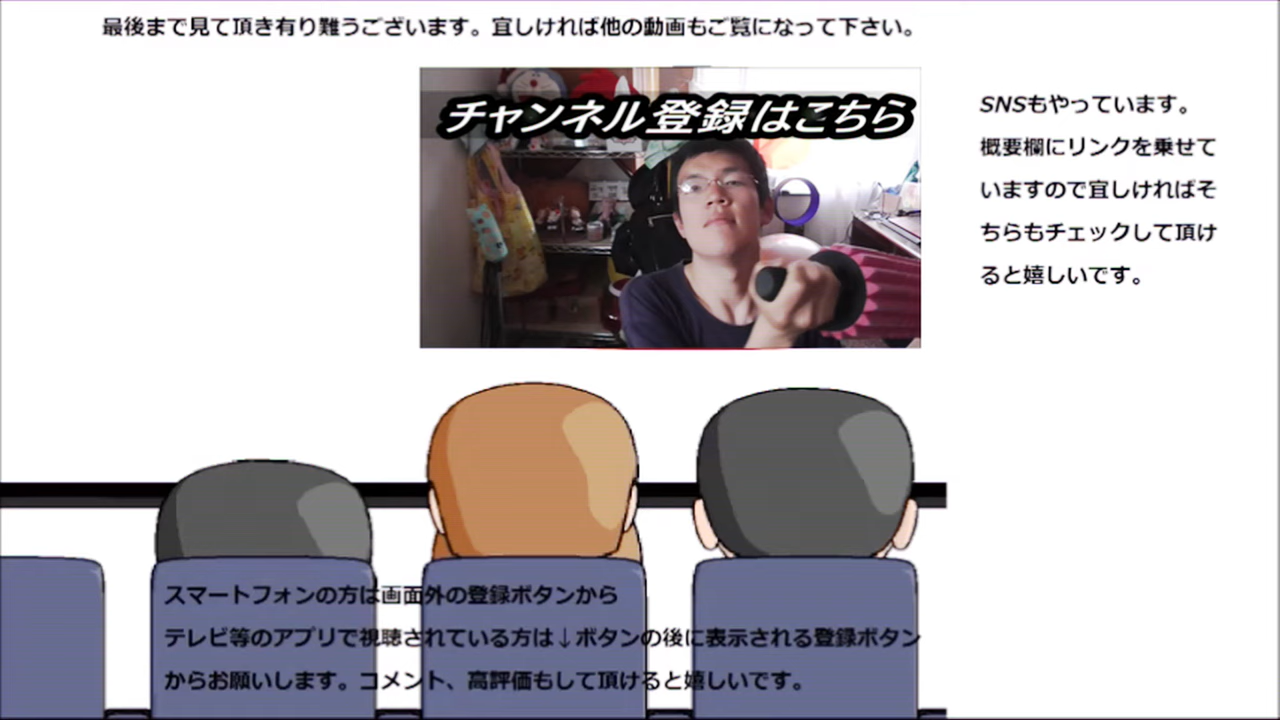 最後まで見て頂き有り難うございます。宜しければ他の動画もご覧になって下さい。
チャンネル登録はこちら
SNSもやっています。
概要欄にリンクを乗せて
いますので宜しければそ
ちらもチェックして頂け
ると嬉しいです。
スマートフォンの方は画面外の登録ボタンから
テレビ等のアプリで視聴されている方は↓ボタンの後に表示される登録ボタン
からお願いします。コメント、高評価もして頂けると嬉しいです。